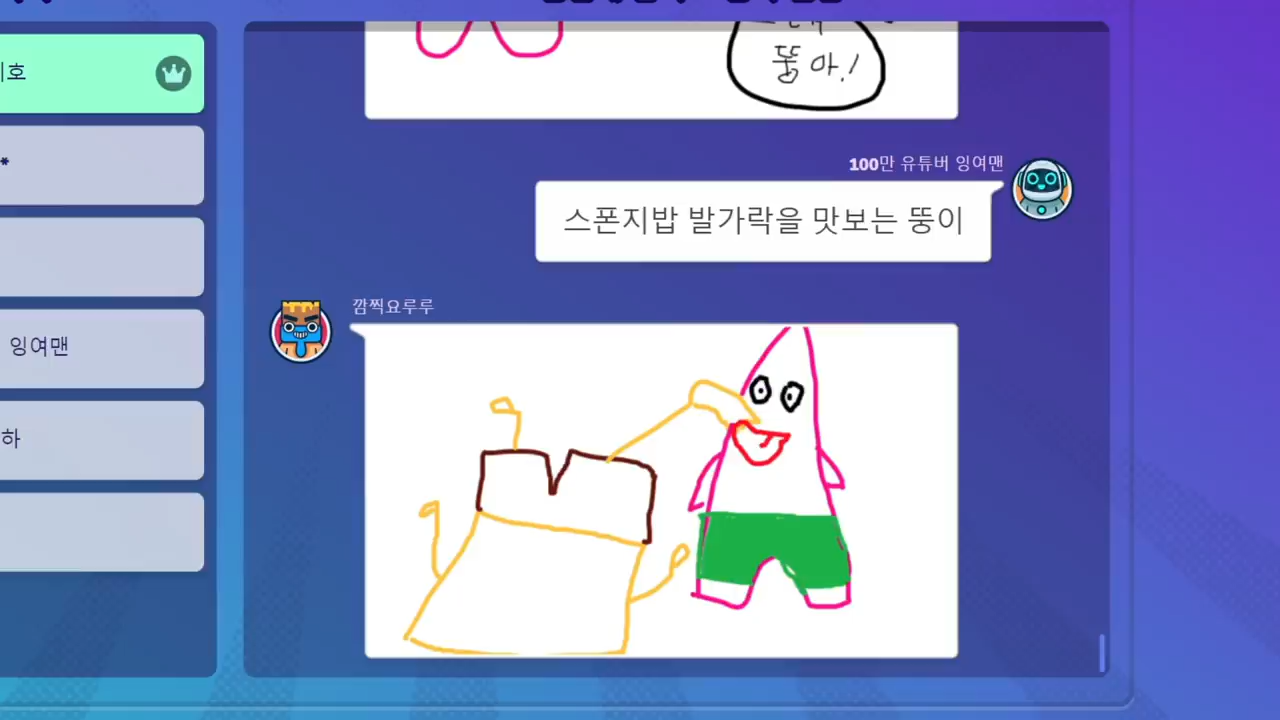 뚱아!
100만 유튜버 잉여맨
스폰지밥 발가락을 맛보는 뚱이
깜찍요루루
호
*
잉여맨
하